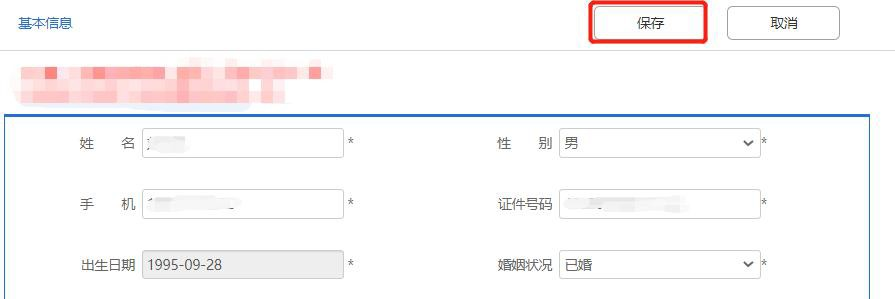 基本信息 保存 取消
姓 名 * 性 别 男 *
手 机 * 证件号码 *
出生日期 1995-09-28 * 婚姻状况 已婚 *